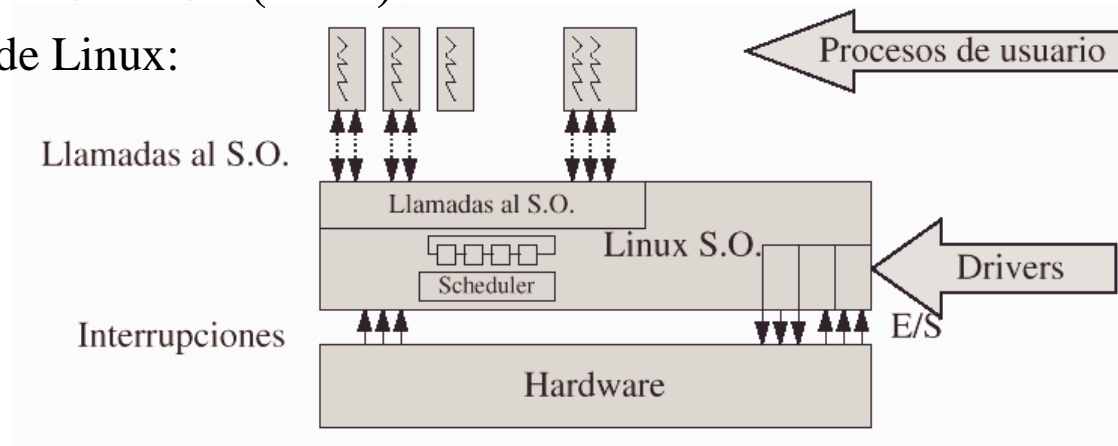 de Linux:
Procesos de usuario
Llamadas al S.O.
Llamadas al S.O.
Linux S.O.
Scheduler
Drivers
Interrupciones
E/S
Hardware